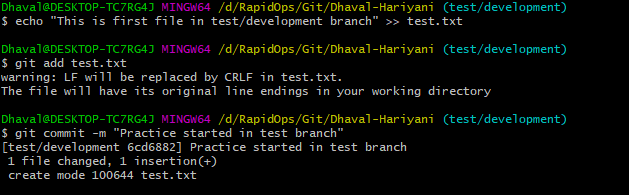 Dhaval@DESKTOP-TC7RG4J MINGW64 /d/RapidOps/Git/Dhaval-Hariyani (test/development)
$ echo "This is first file in test/development branch" >> test.txt
Dhaval@DESKTOP-TC7RG4J MINGW64 /d/RapidOps/Git/Dhaval-Hariyani (test/development)
$ git add test.txt
warning: LF will be replaced by CRLF in test.txt.
The file will have its original line endings in your working directory
Dhaval@DESKTOP-TC7RG4J MINGW64 /d/RapidOps/Git/Dhaval-Hariyani (test/development)
$ git commit -m "Practice started in test branch"
[test/development 6cd6882] Practice started in test branch
 1 file changed, 1 insertion(+)
 create mode 100644 test.txt